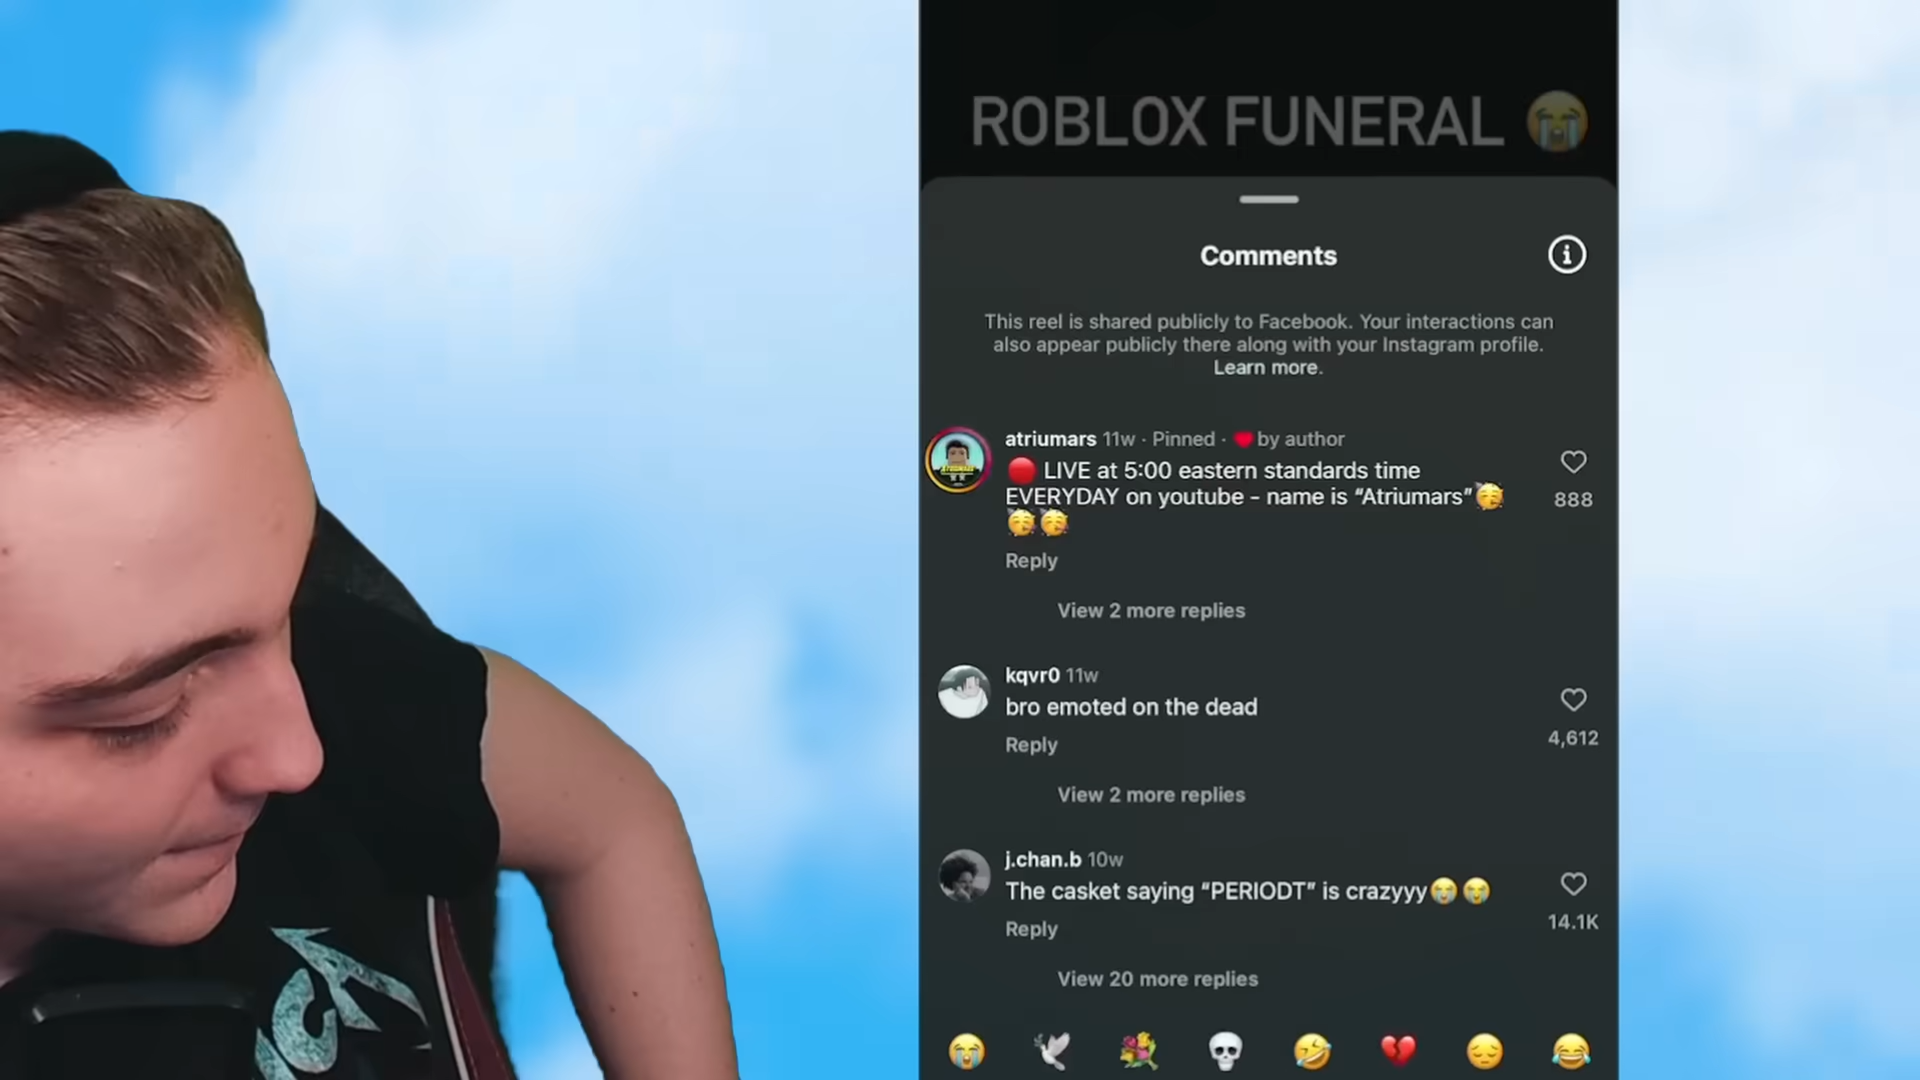 ROBLOX FUNERAL 😭
Comments
This reel is shared publicly to Facebook. Your interactions can
also appear publicly there along with your Instagram profile.
Learn more.
atriumars 11w · Pinned · ❤️ by author
🔴 LIVE at 5:00 eastern standards time
EVERYDAY on youtube - name is “Atriumars”🥳
🥳🥳
888
Reply
View 2 more replies
kqvr0 11w
bro emoted on the dead
4,612
Reply
View 2 more replies
j.chan.b 10w
The casket saying “PERIODT” is crazyyy😭😭
14.1K
Reply
View 20 more replies
😭 🕊️ 💐 💀 🤣 💔 😔 😂